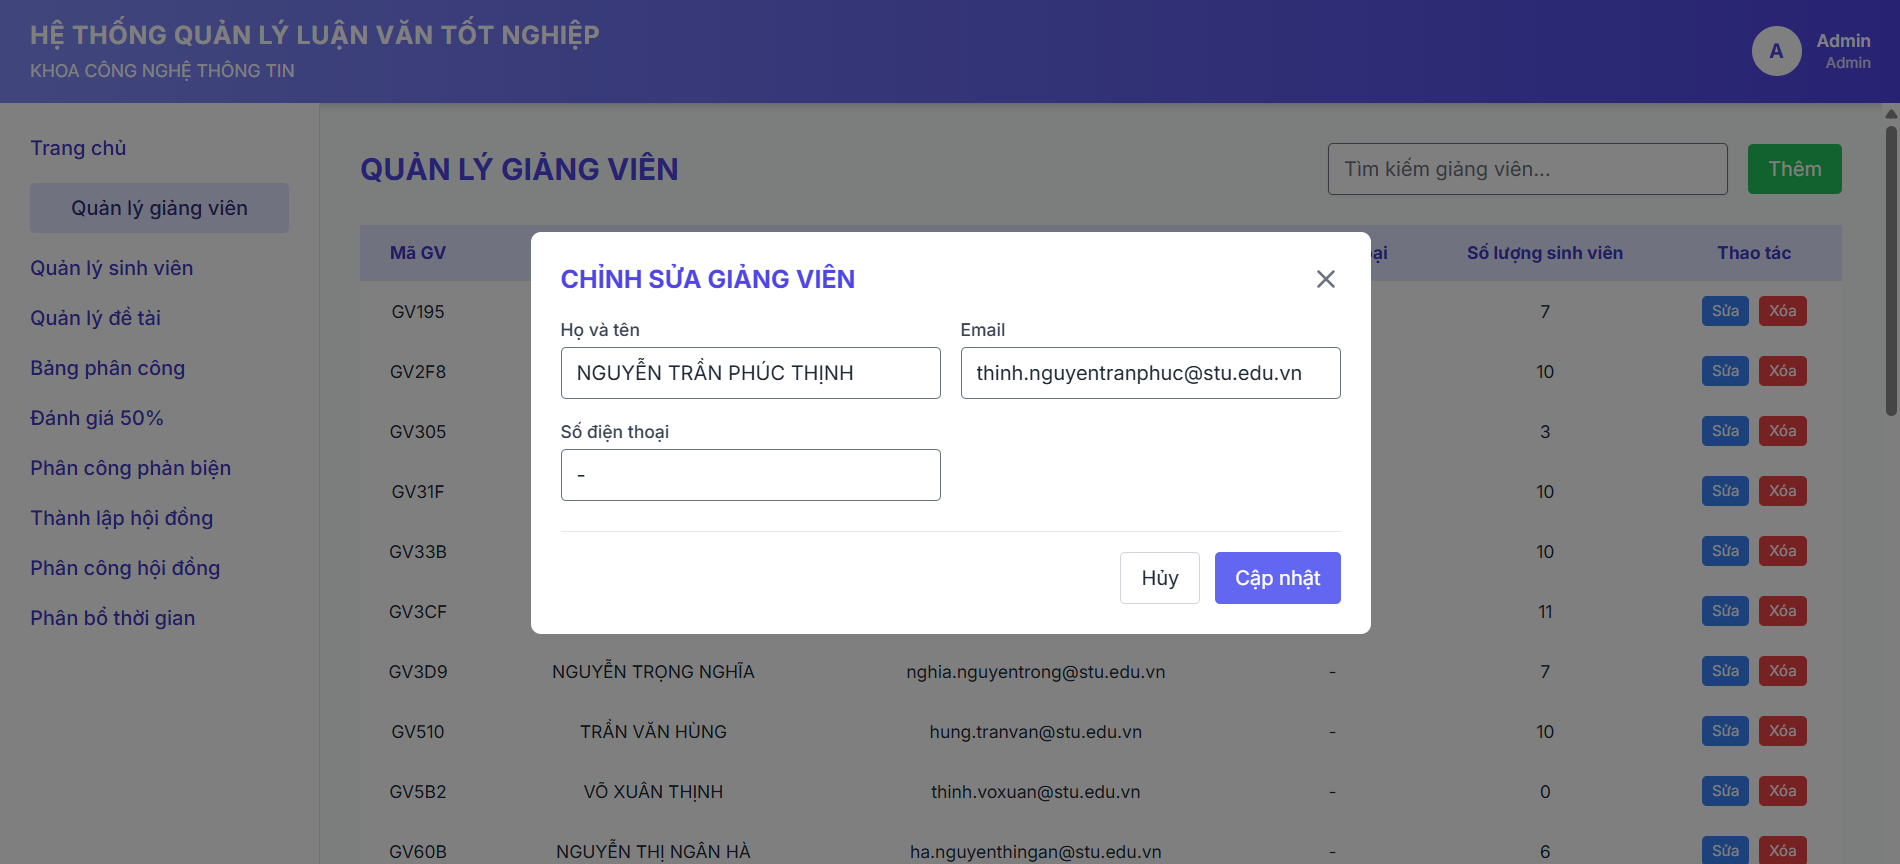 HỆ THỐNG QUẢN LÝ LUẬN VĂN TỐT NGHIỆP
KHOA CÔNG NGHỆ THÔNG TIN
A
Admin
Admin
Trang chủ
Quản lý giảng viên
Quản lý sinh viên
Quản lý đề tài
Bảng phân công
Đánh giá 50%
Phân công phản biện
Thành lập hội đồng
Phân công hội đồng
Phân bổ thời gian
QUẢN LÝ GIẢNG VIÊN
Tìm kiếm giảng viên...
Thêm
Mã GV Số lượng sinh viên Thao tác
GV195 7 Sửa Xóa
GV2F8 10 Sửa Xóa
GV305 3 Sửa Xóa
GV31F 10 Sửa Xóa
GV33B 10 Sửa Xóa
GV3CF 11 Sửa Xóa
GV3D9 NGUYỄN TRỌNG NGHĨA nghia.nguyentrong@stu.edu.vn - 7 Sửa Xóa
GV510 TRẦN VĂN HÙNG hung.tranvan@stu.edu.vn - 10 Sửa Xóa
GV5B2 VÕ XUÂN THỊNH thinh.voxuan@stu.edu.vn - 0 Sửa Xóa
GV60B NGUYỄN THỊ NGÂN HÀ ha.nguyenthingan@stu.edu.vn - 6 Sửa Xóa
CHỈNH SỬA GIẢNG VIÊN
Họ và tên
NGUYỄN TRẦN PHÚC THỊNH
Email
thinh.nguyentranphuc@stu.edu.vn
Số điện thoại
-
Hủy
Cập nhật